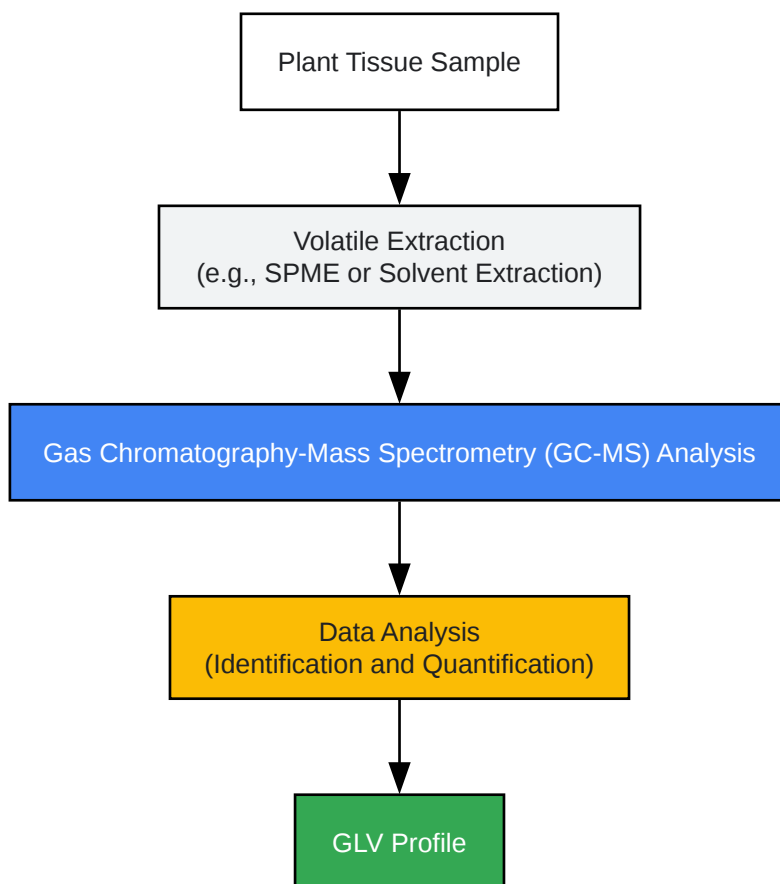 Plant Tissue Sample
Volatile Extraction
(e.g., SPME or Solvent Extraction)
Gas Chromatography-Mass Spectrometry (GC-MS) Analysis
Data Analysis
(Identification and Quantification)
GLV Profile